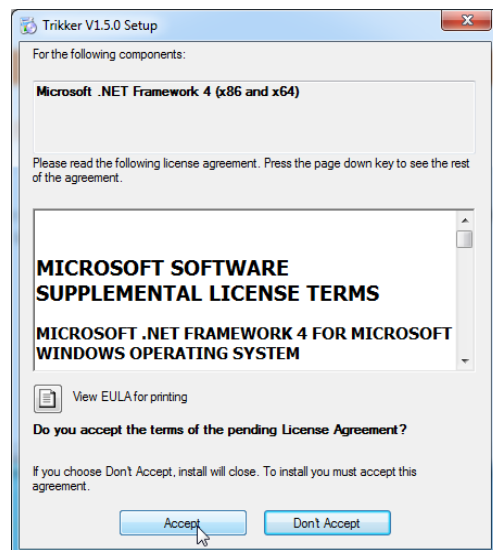 Trikker V1.5.0 Setup
For the following components:
Microsoft .NET Framework 4 (x86 and x64)
Please read the following license agreement. Press the page down key to see the rest
of the agreement.
MICROSOFT SOFTWARE
SUPPLEMENTAL LICENSE TERMS
MICROSOFT .NET FRAMEWORK 4 FOR MICROSOFT
WINDOWS OPERATING SYSTEM
View EULA for printing
Do you accept the terms of the pending License Agreement?
If you choose Don't Accept, install will close. To install you must accept this
agreement.
Accept
Don't Accept